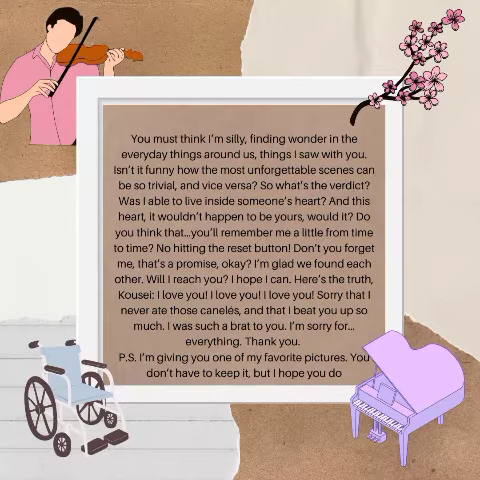 You must think I'm silly, finding wonder in the
everyday things around us, things I saw with you.
Isn't it funny how the most unforgettable scenes can
be so trivial, and vice versa? So what's the verdict?
Was I able to live inside someone's heart? And this
heart, it wouldn't happen to be yours, would it? Do
you think that...you'll remember me a little from time
to time? No hitting the reset button! Don't you forget
me, that's a promise, okay? I'm glad we found each
other. Will I reach you? I hope I can. Here's the truth,
Kousei: I love you! I love you! I love you! Sorry that I
never ate those canelés, and that I beat you up so
much. I was such a brat to you. I'm sorry for...
everything. Thank you.
P.S. I'm giving you one of my favorite pictures. You
don't have to keep it, but I hope you do